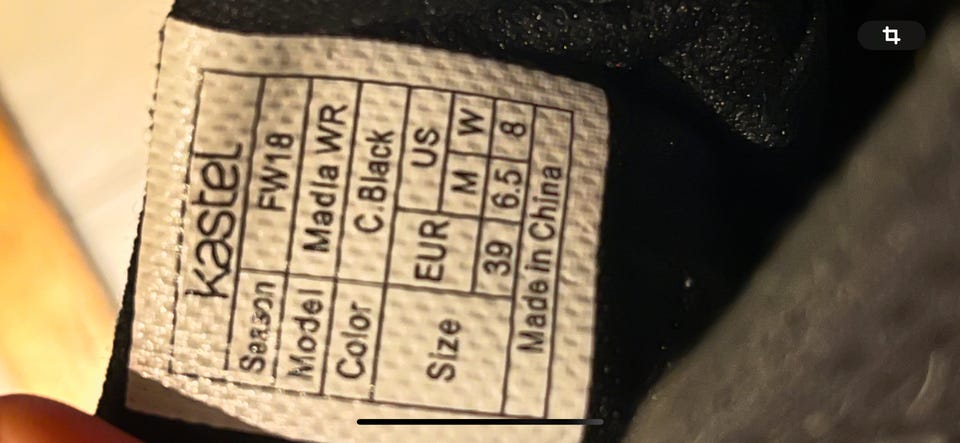 kastel
Season FW18
Model Madla WR
Color C.Black
Size EUR US
M W
39 6.5 8
Made in China